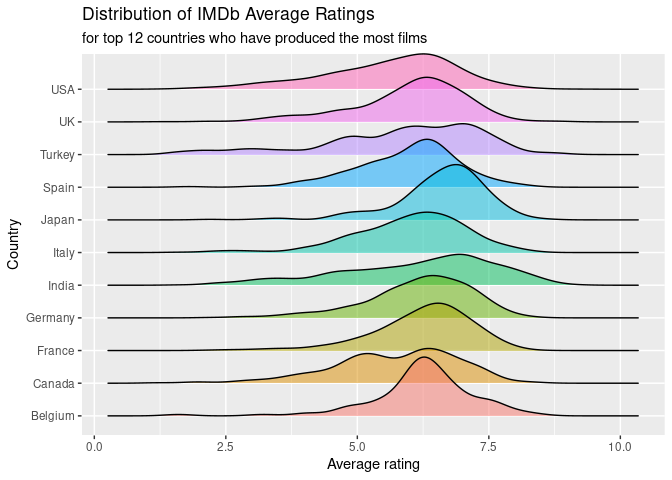 Distribution of IMDb Average Ratings
for top 12 countries who have produced the most films
Country
USA
UK
Turkey
Spain
Japan
Italy
India
Germany
France
Canada
Belgium
0.0 2.5 5.0 7.5 10.0
Average rating